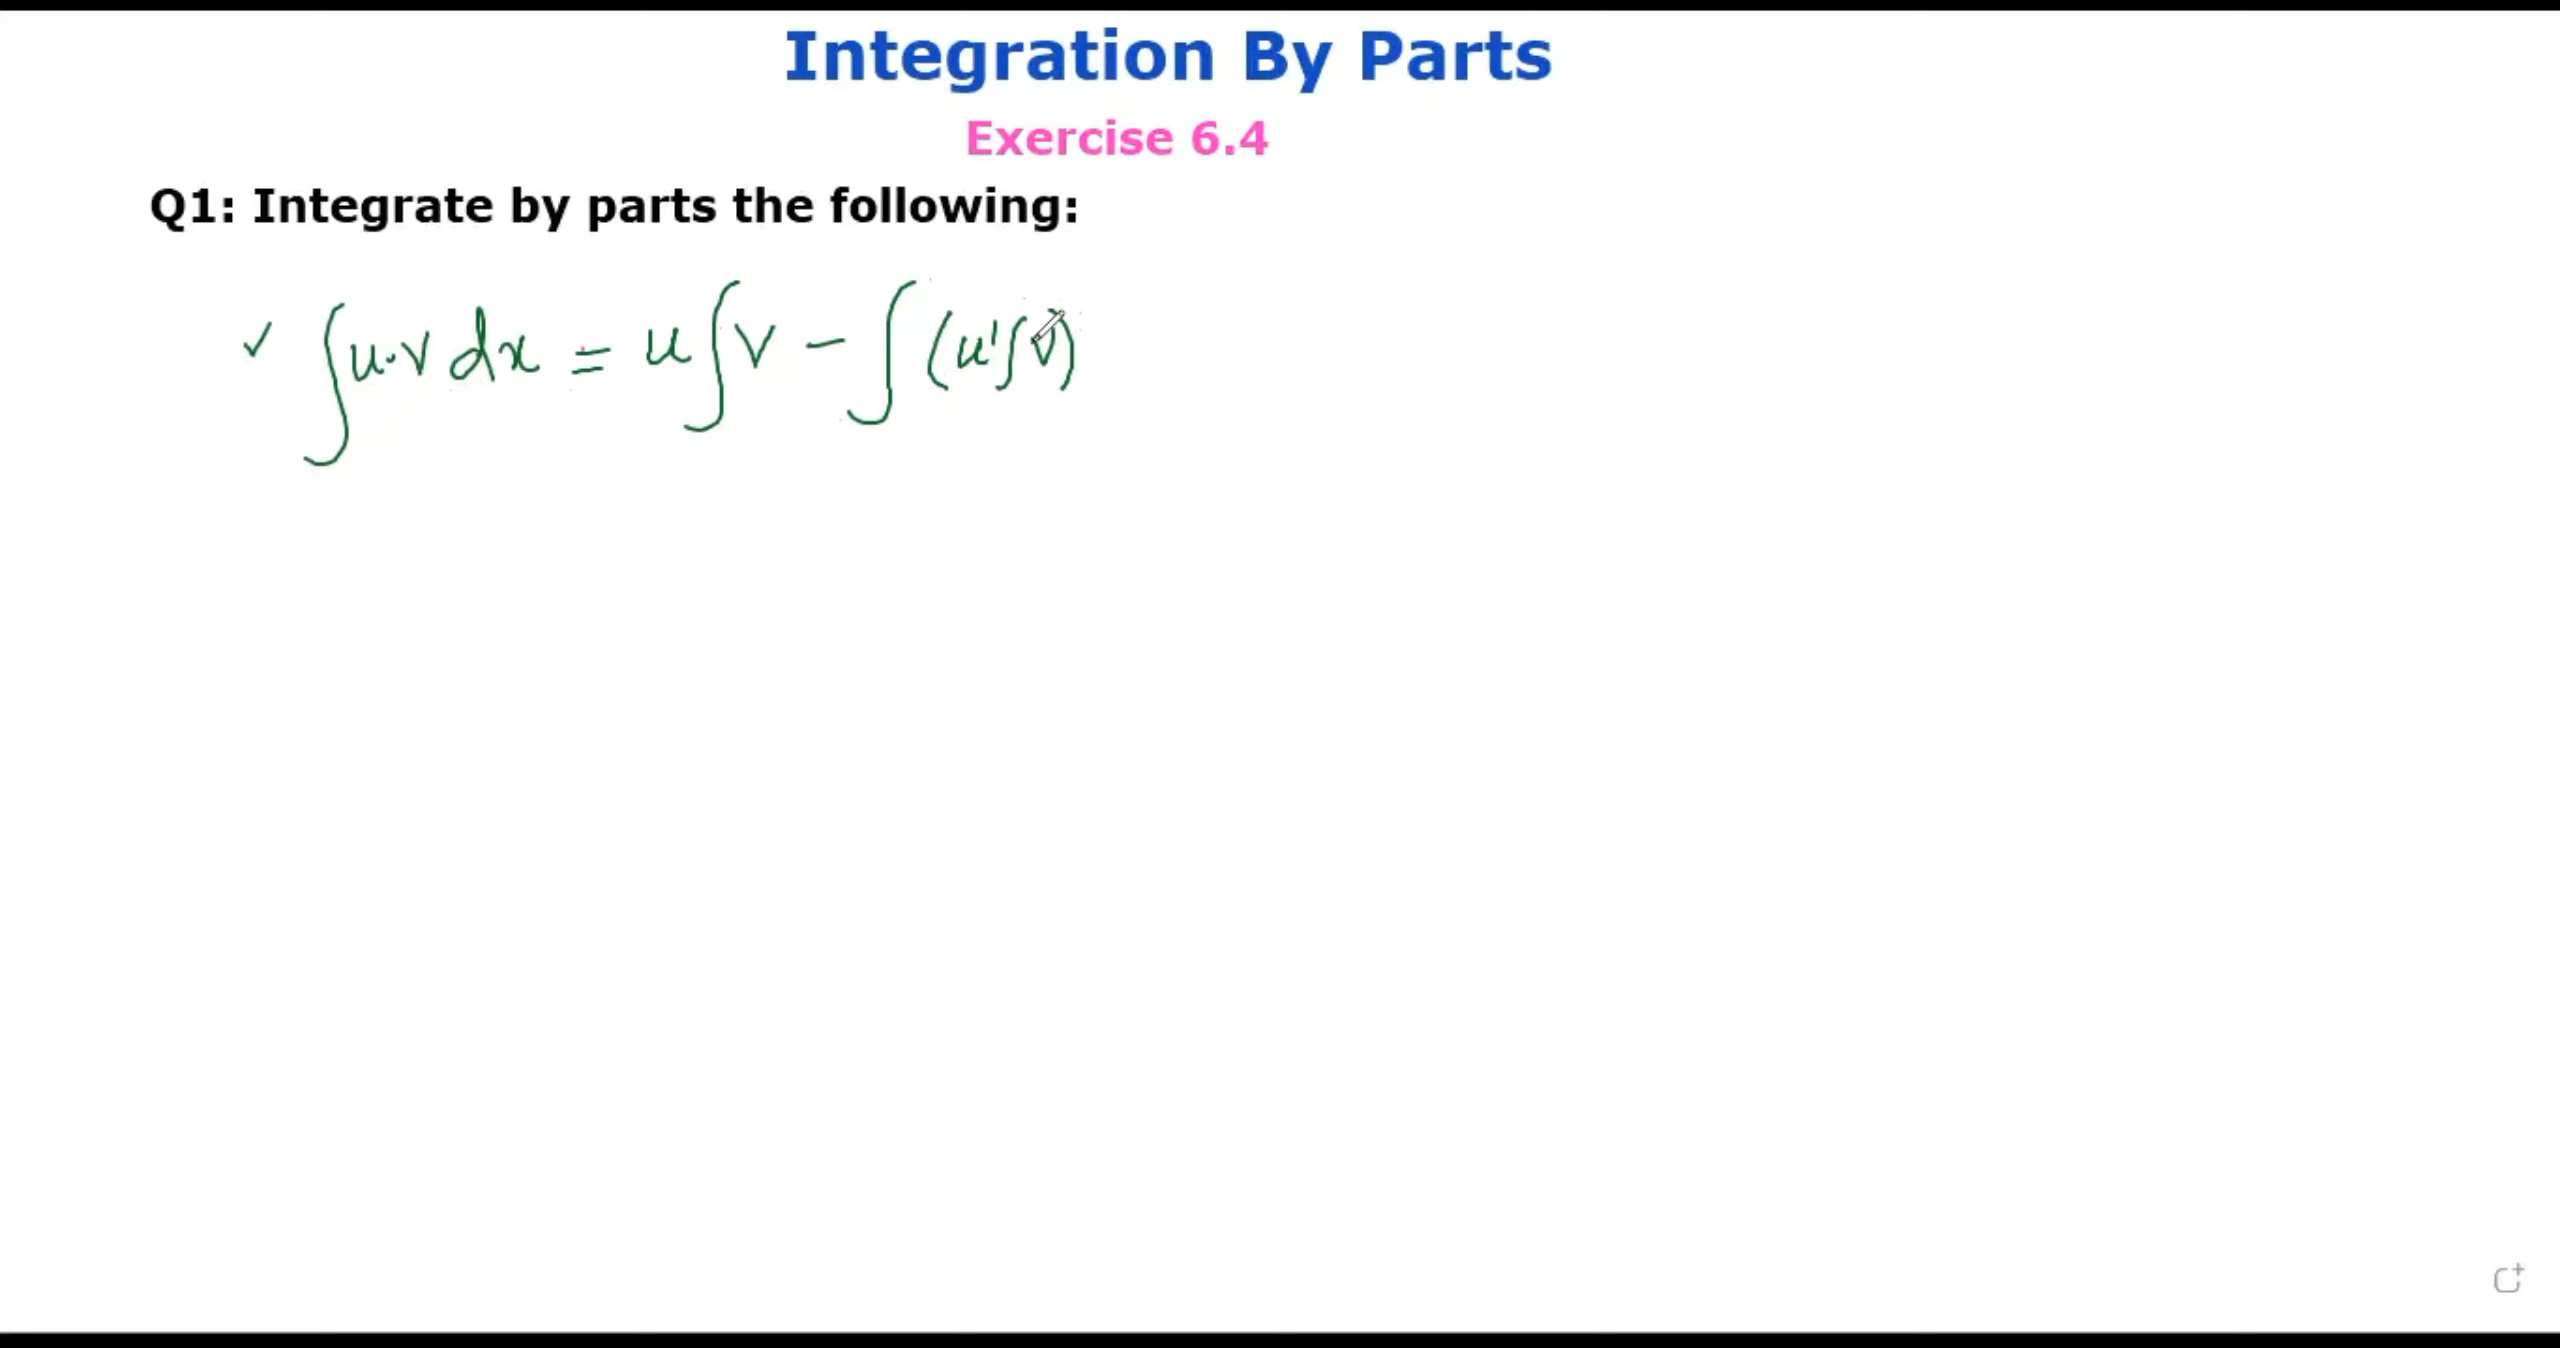 Integration By Parts
Exercise 6.4
Q1: Integrate by parts the following:
✓ ∫u·v dx = u∫v − ∫(u'∫v)